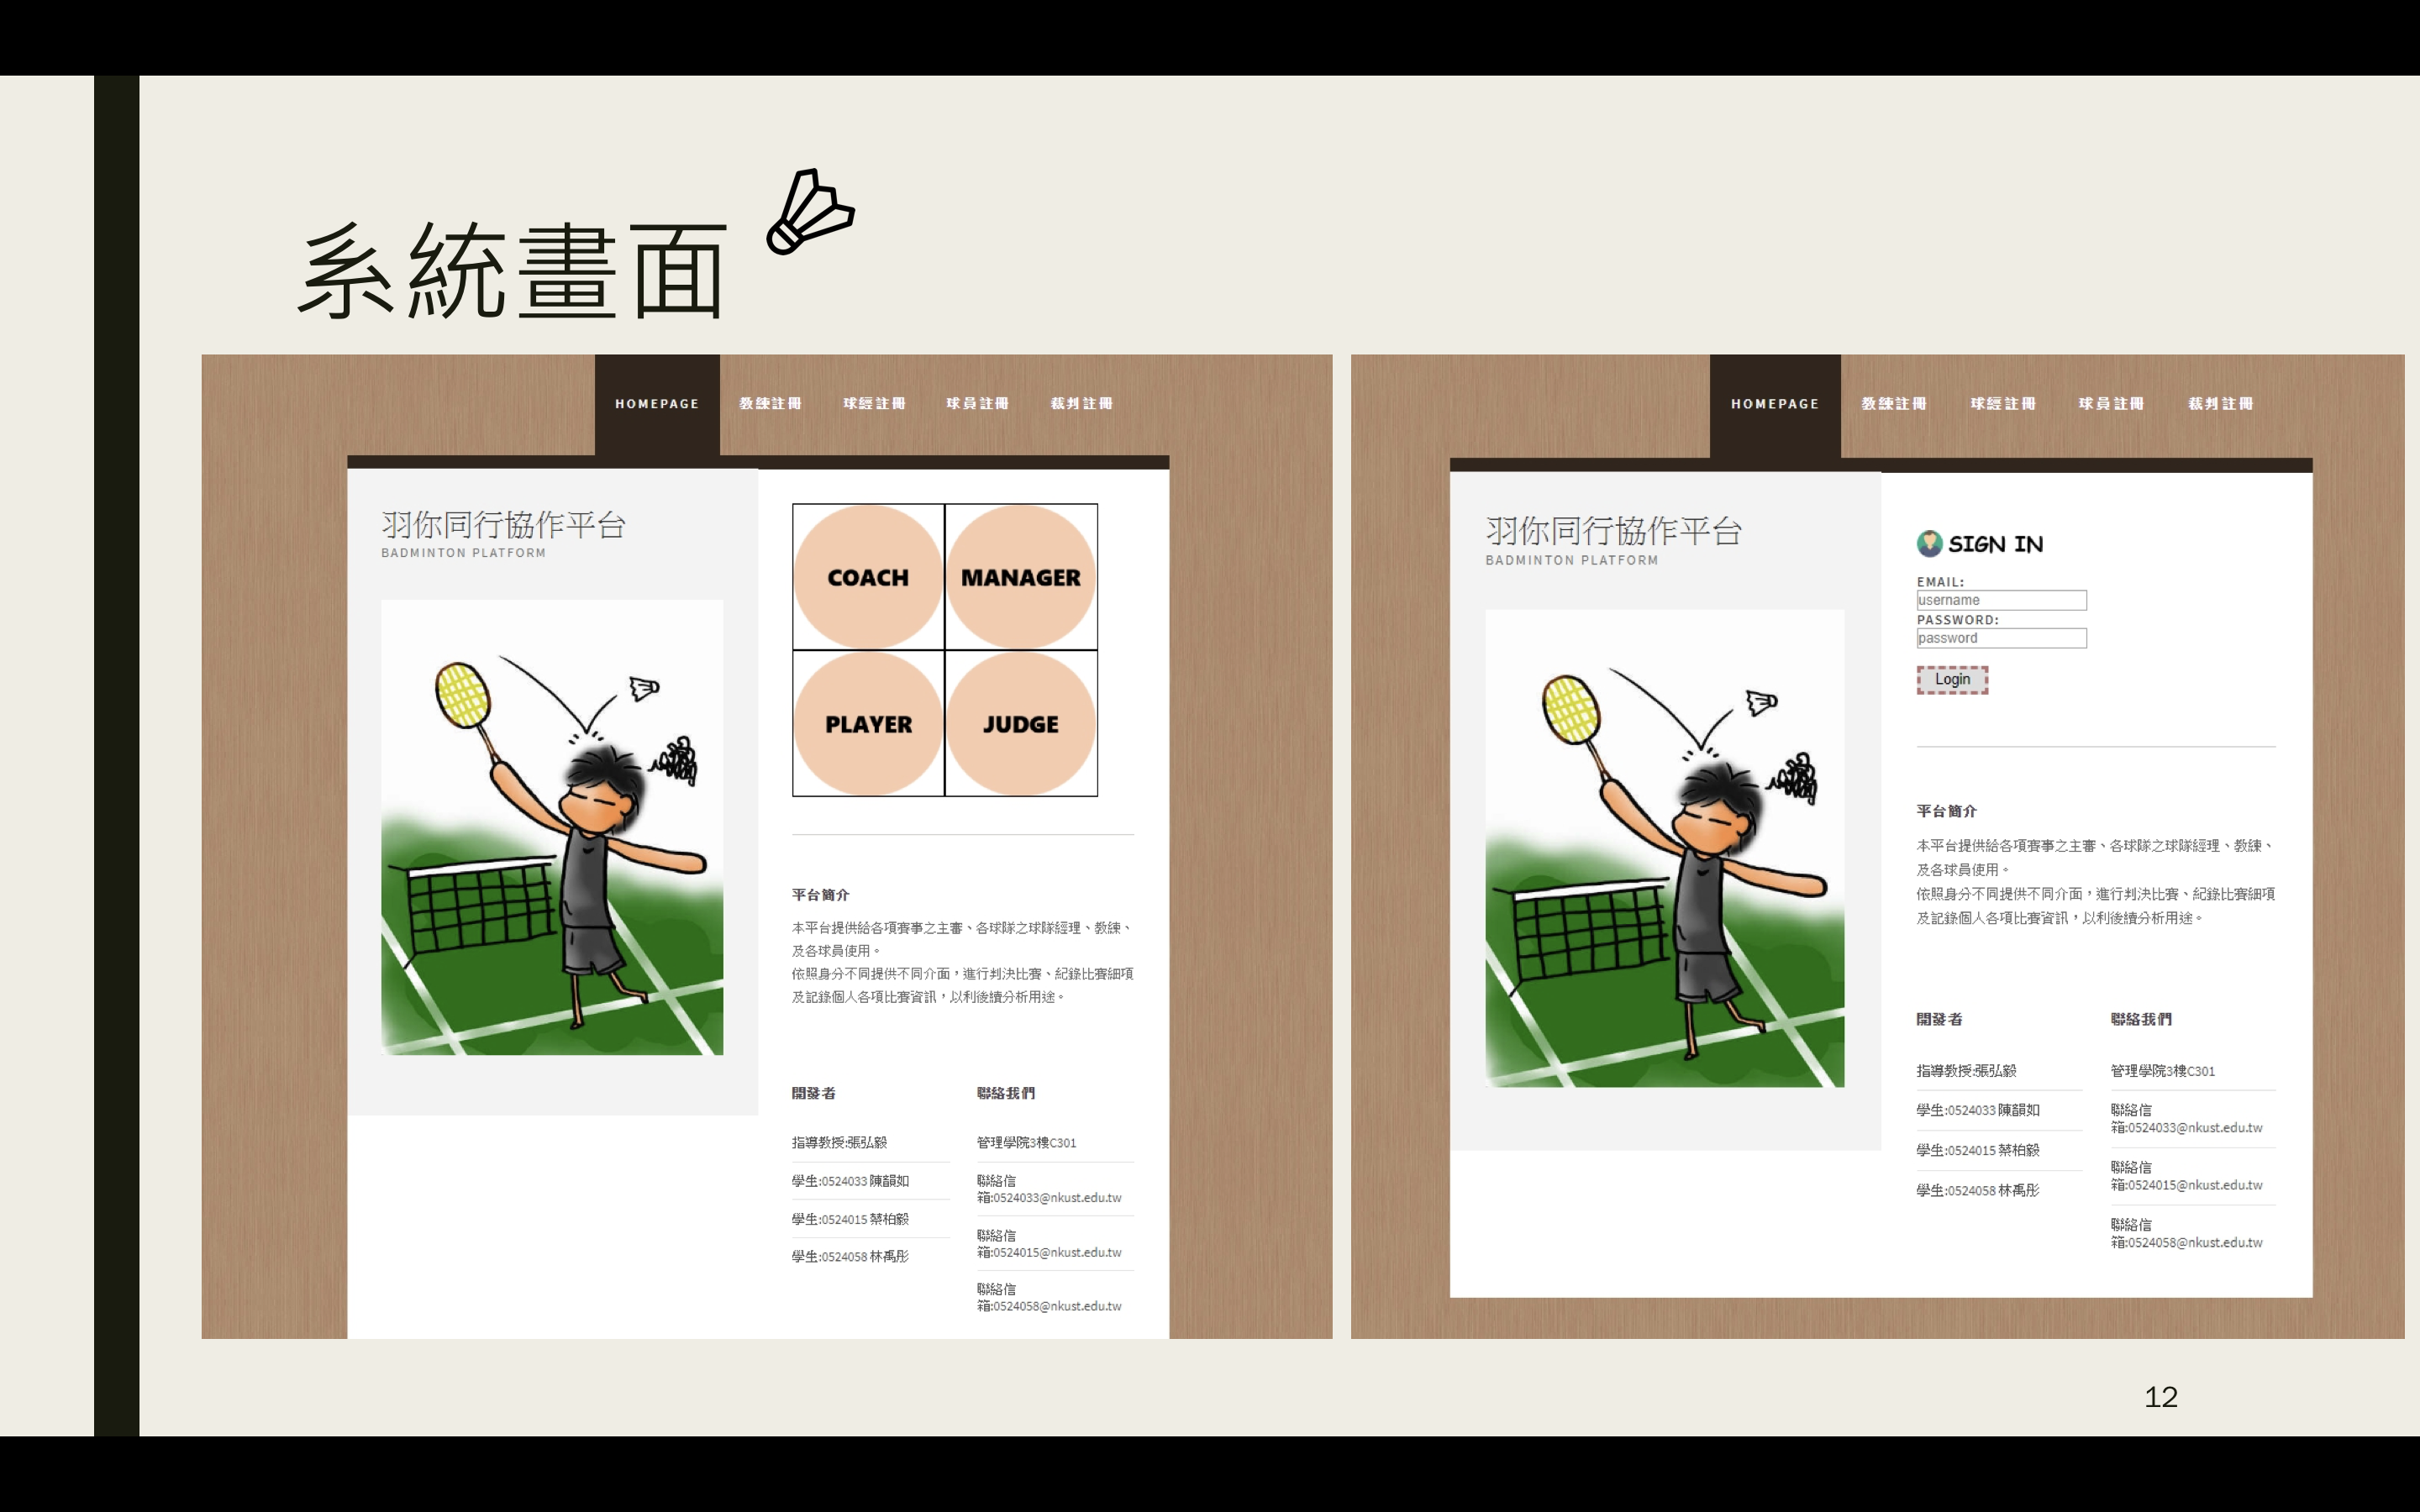 系統畫面
HOMEPAGE 教練註冊 球經註冊 球員註冊 裁判註冊
羽你同行協作平台
BADMINTON PLATFORM
COACH MANAGER
PLAYER JUDGE
平台簡介
本平台提供給各項賽事之主審、各球隊之球隊經理、教練、
及各球員使用。
依照身分不同提供不同介面，進行判決比賽、紀錄比賽細項
及記錄個人各項比賽資訊，以利後續分析用途。
開發者
指導教授:張弘毅
學生:0524033 陳韻如
學生:0524015 蔡柏毅
學生:0524058 林禹彤
聯絡我們
管理學院3樓C301
聯絡信
箱:0524033@nkust.edu.tw
聯絡信
箱:0524015@nkust.edu.tw
聯絡信
箱:0524058@nkust.edu.tw
HOMEPAGE 教練註冊 球經註冊 球員註冊 裁判註冊
羽你同行協作平台
BADMINTON PLATFORM
SIGN IN
EMAIL:
username
PASSWORD:
password
Login
平台簡介
本平台提供給各項賽事之主審、各球隊之球隊經理、教練、
及各球員使用。
依照身分不同提供不同介面，進行判決比賽、紀錄比賽細項
及記錄個人各項比賽資訊，以利後續分析用途。
開發者
指導教授:張弘毅
學生:0524033 陳韻如
學生:0524015 蔡柏毅
學生:0524058 林禹彤
聯絡我們
管理學院3樓C301
聯絡信
箱:0524033@nkust.edu.tw
聯絡信
箱:0524015@nkust.edu.tw
聯絡信
箱:0524058@nkust.edu.tw
12